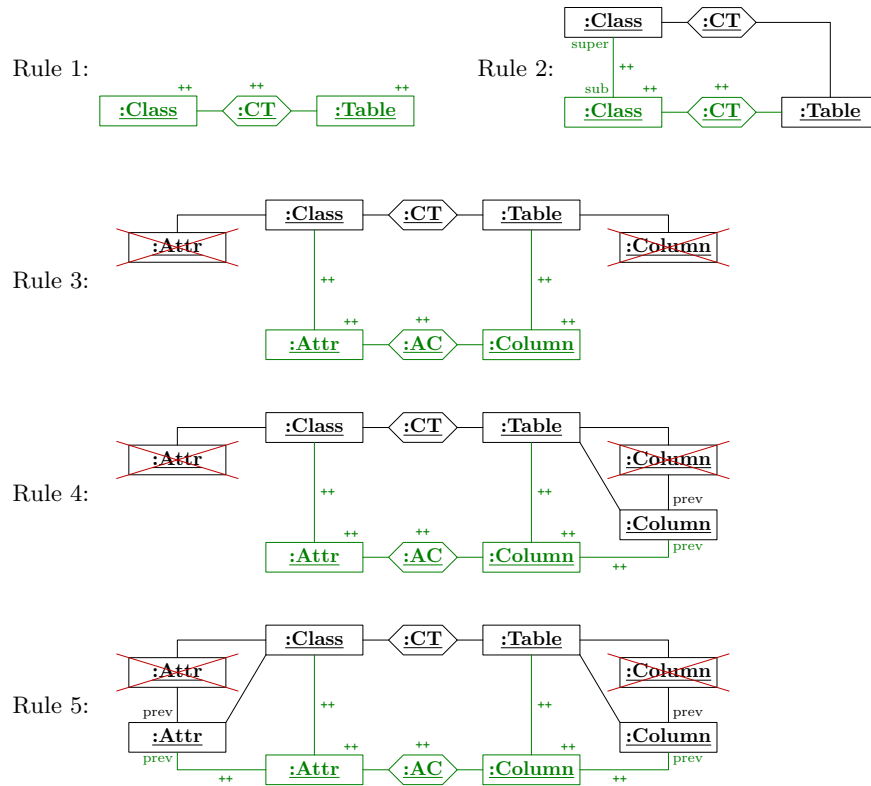 :Class :CT
super
++
Rule 1: Rule 2:
++ ++ ++ sub ++ ++
:Class :CT :Table :Class :CT :Table
:Class :CT :Table
:Attr :Column
Rule 3:
++ ++
++ ++ ++
:Attr :AC :Column
:Class :CT :Table
:Attr :Column
Rule 4:
++ ++
prev
:Column
++ ++ ++ prev
:Attr :AC :Column
++
:Class :CT :Table
:Attr :Column
Rule 5:
++ ++
prev prev
:Attr :Column
prev ++ ++ ++ prev
:Attr :AC :Column
++ ++